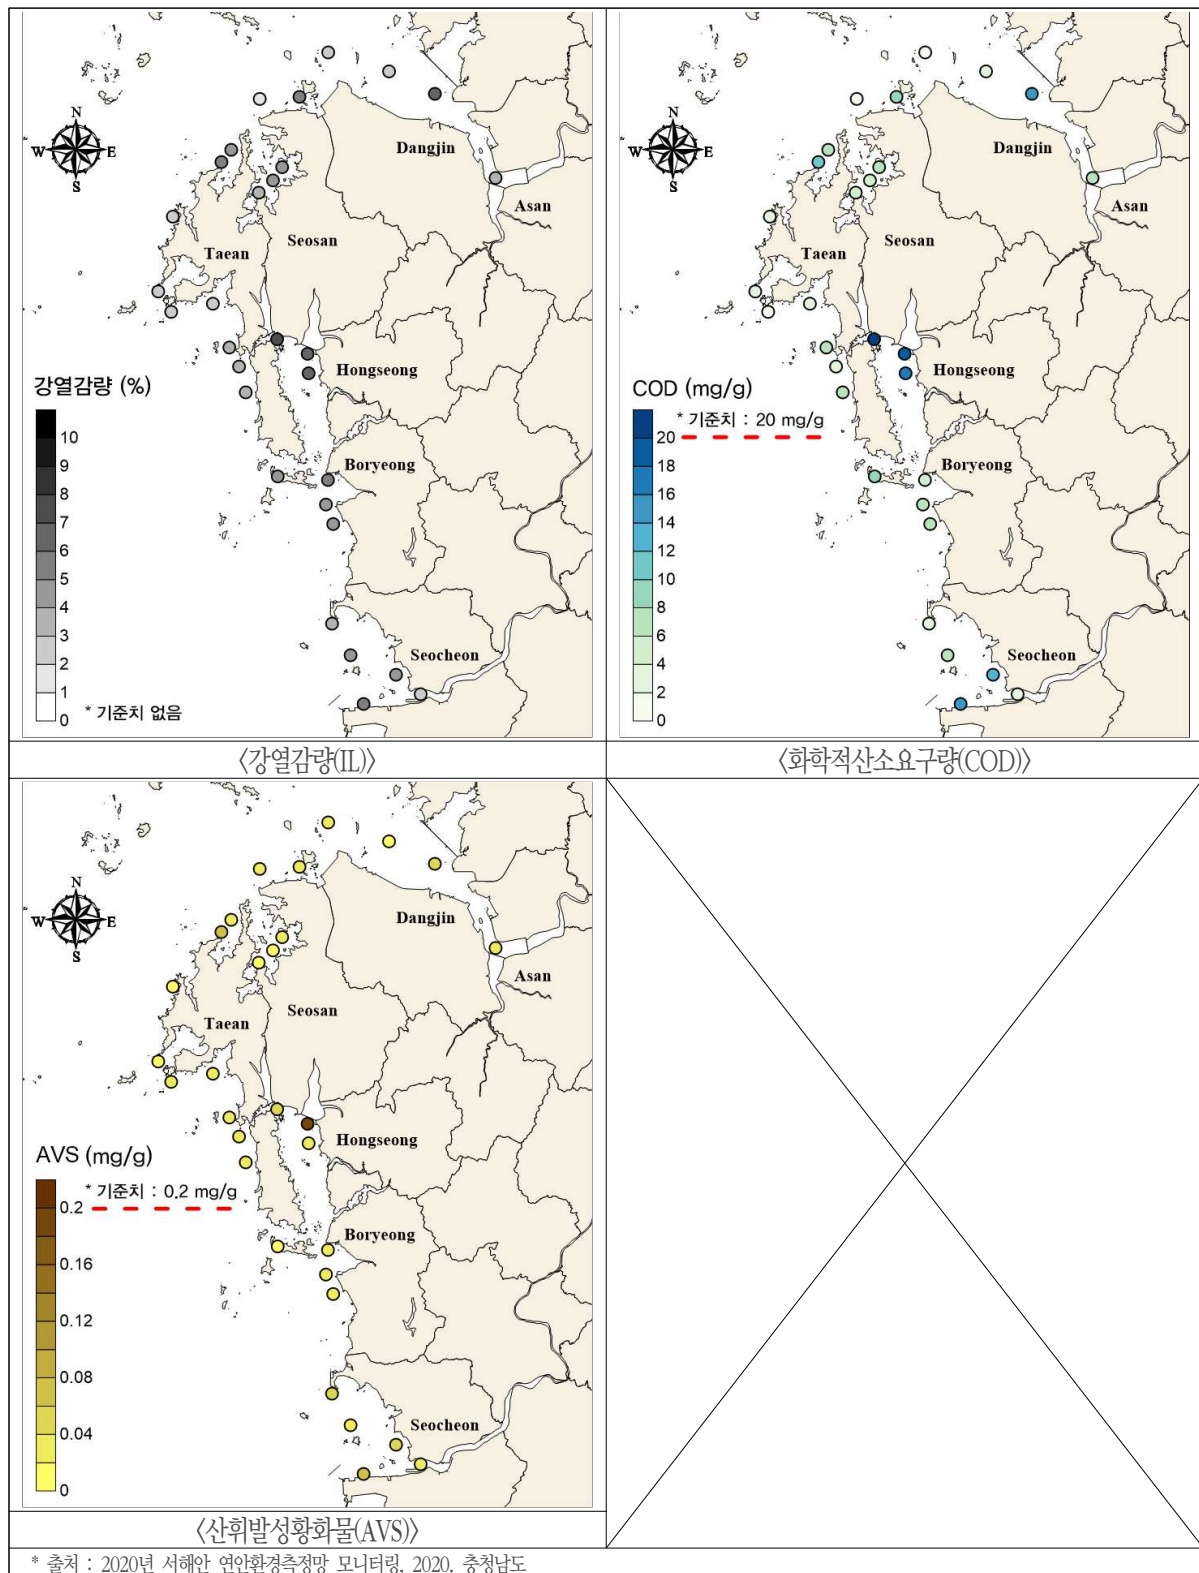 N
W E
S
Dangjin
Asan
Seosan
Taean
Hongseong
Boryeong
Seocheon
강열감량 (%)
10
9
8
7
6
5
4
3
2
1
0
* 기준치 없음
〈강열감량(IL)〉
N
W E
S
Dangjin
Asan
Seosan
Taean
Hongseong
Boryeong
Seocheon
COD (mg/g)
* 기준치 : 20 mg/g
20
18
16
14
12
10
8
6
4
2
0
〈화학적산소요구량(COD)〉
N
W E
S
Dangjin
Asan
Seosan
Taean
Hongseong
Boryeong
Seocheon
AVS (mg/g)
* 기준치 : 0.2 mg/g
0.2
0.16
0.12
0.08
0.04
0
〈산휘발성황화물(AVS)〉
* 출처 : 2020년 서해안 연안환경측정망 모니터링, 2020. 충청남도